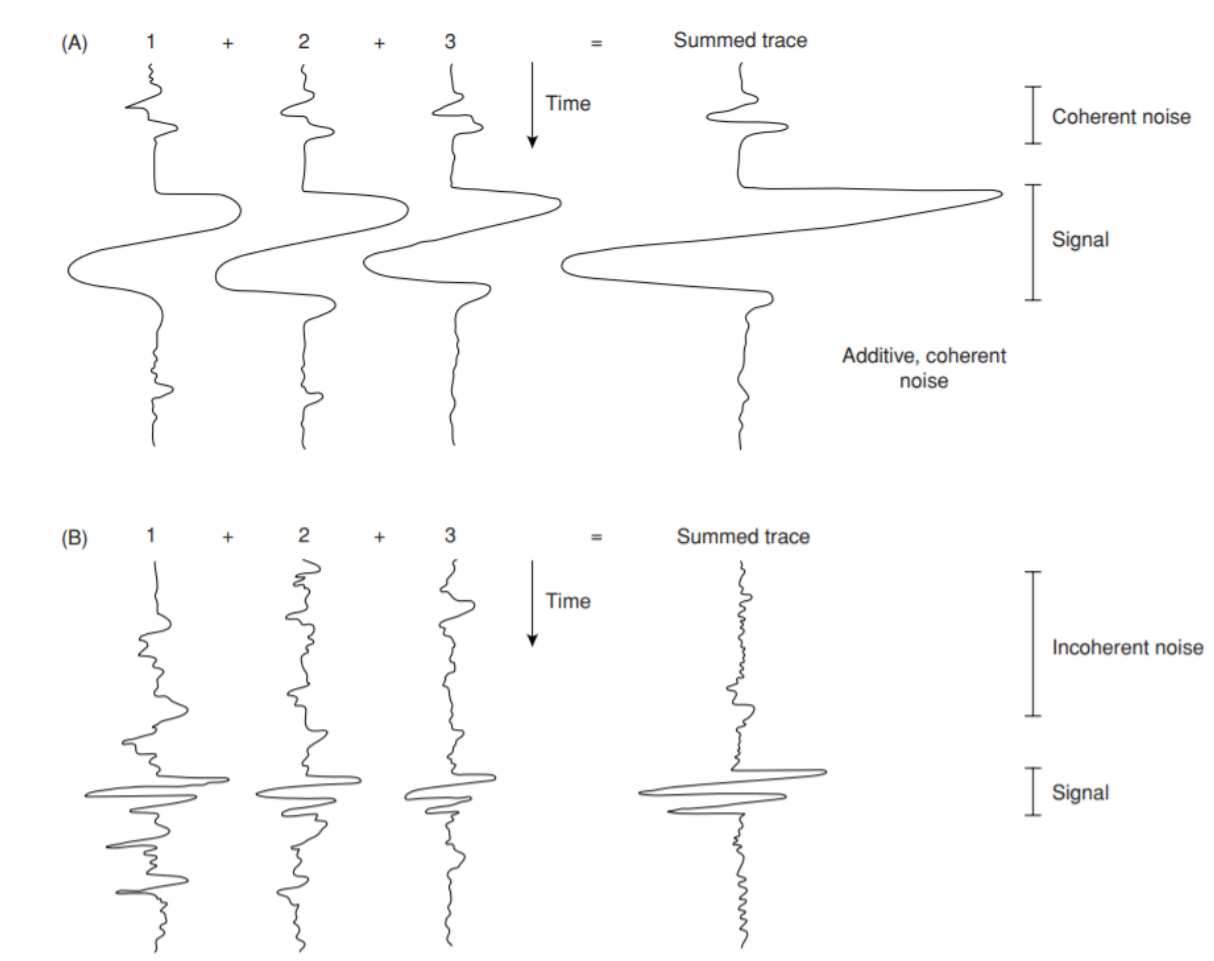 (A) 1 + 2 + 3 = Summed trace
Time
Coherent noise
Signal
Additive, coherent
noise
(B) 1 + 2 + 3 = Summed trace
Time
Incoherent noise
Signal